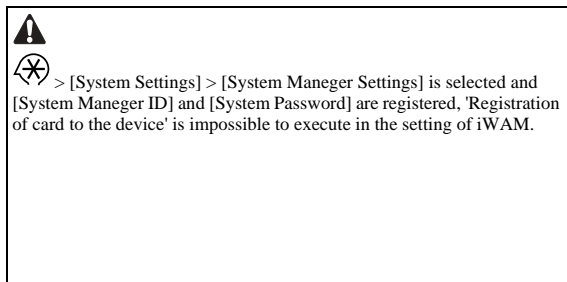 > [System Settings] > [System Maneger Settings] is selected and
[System Maneger ID] and [System Password] are registered, 'Registration
of card to the device' is impossible to execute in the setting of iWAM.